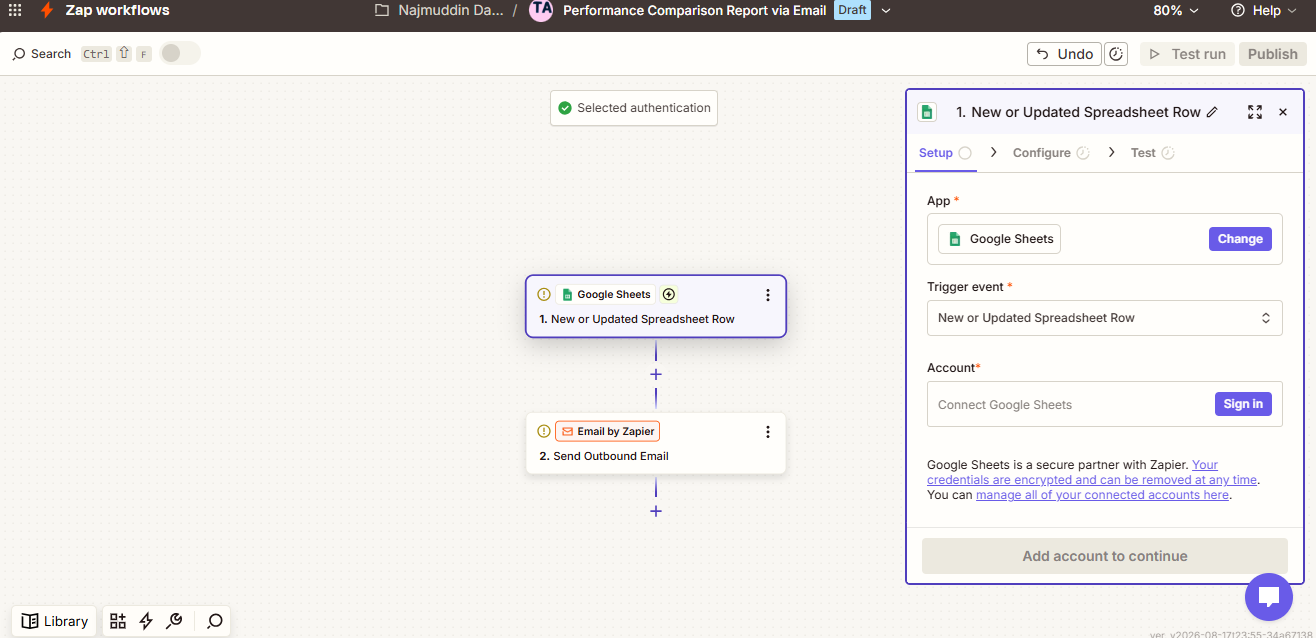 Zap workflows
Najmuddin Da... / TA Performance Comparison Report via Email Draft
80% Help
Search Ctrl ⇧ F
Undo Test run Publish
Selected authentication
Google Sheets
1. New or Updated Spreadsheet Row
Email by Zapier
2. Send Outbound Email
1. New or Updated Spreadsheet Row
Setup Configure Test
App *
Google Sheets Change
Trigger event *
New or Updated Spreadsheet Row
Account*
Connect Google Sheets Sign in
Google Sheets is a secure partner with Zapier. Your
credentials are encrypted and can be removed at any time.
You can manage all of your connected accounts here.
Add account to continue
Library